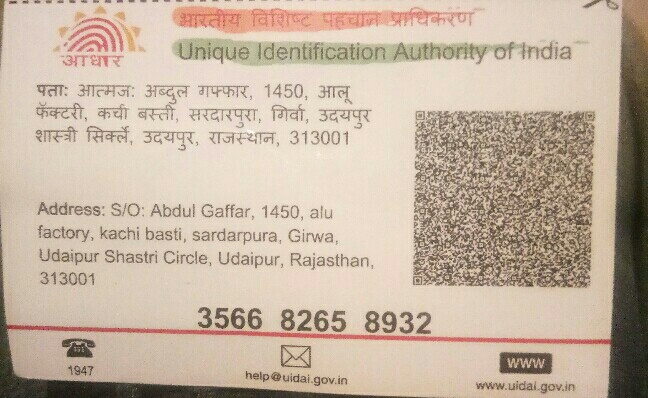 भारतीय विशिष्ट पहचान प्राधिकरण
Unique Identification Authority of India
आधार
पता: आत्मज: अब्दुल गफ्फार, 1450, आलू
फॅक्टरी, कर्ची बस्ती, सरदारपुरा, गिर्वा, उदयपुर
शास्त्री सिर्क्ले, उदयपुर, राजस्थान, 313001
Address: S/O: Abdul Gaffar, 1450, alu
factory, kachi basti, sardarpura, Girwa,
Udaipur Shastri Circle, Udaipur, Rajasthan,
313001
3566 8265 8932
1947
help@uidai.gov.in
WWW
www.uidai.gov.in